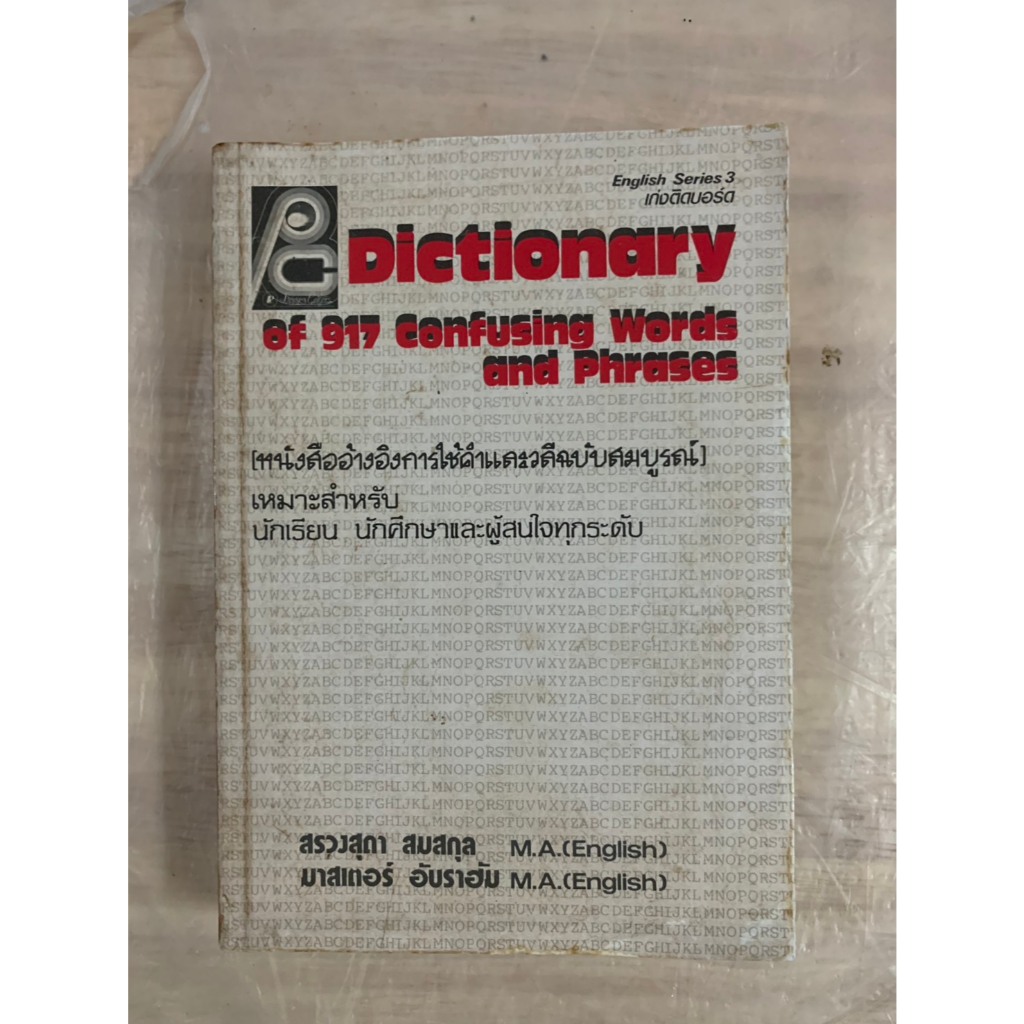 English Series 3
เก่งติดบอร์ด
Dictionary
Of 917 Confusing Words
and Phrases
[หนังสืออ้างอิงการใช้คำและวลีฉบับสมบูรณ์]
เหมาะสำหรับ
นักเรียน นักศึกษาและผู้สนใจทุกระดับ
สรวงสุดา สมสกุล M.A.(English)
มาสเตอร์ อับราฮัม M.A.(English)